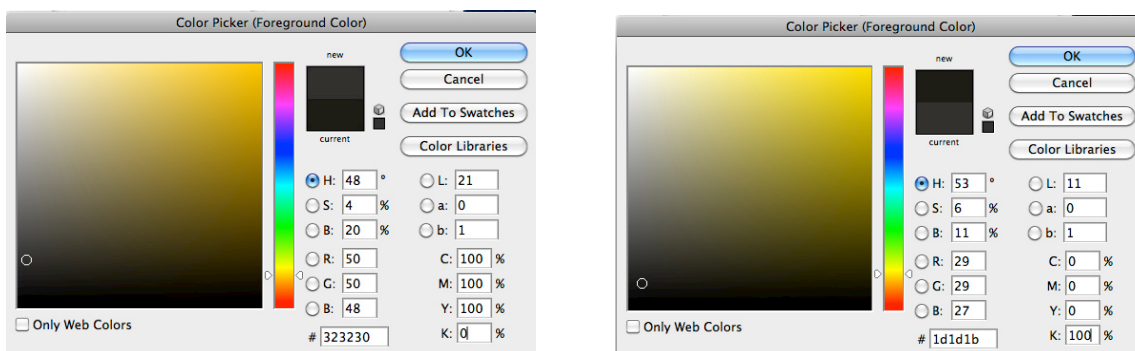 Color Picker (Foreground Color)
new
current
OK
Cancel
Add To Swatches
Color Libraries
H: 48 °
L: 21
S: 4 %
a: 0
B: 20 %
b: 1
R: 50
C: 100 %
G: 50
M: 100 %
B: 48
Y: 100 %
# 323230
K: 0 %
Only Web Colors
Color Picker (Foreground Color)
new
current
OK
Cancel
Add To Swatches
Color Libraries
H: 53 °
L: 11
S: 6 %
a: 0
B: 11 %
b: 1
R: 29
C: 0 %
G: 29
M: 0 %
B: 27
Y: 0 %
# 1d1d1b
K: 100 %
Only Web Colors